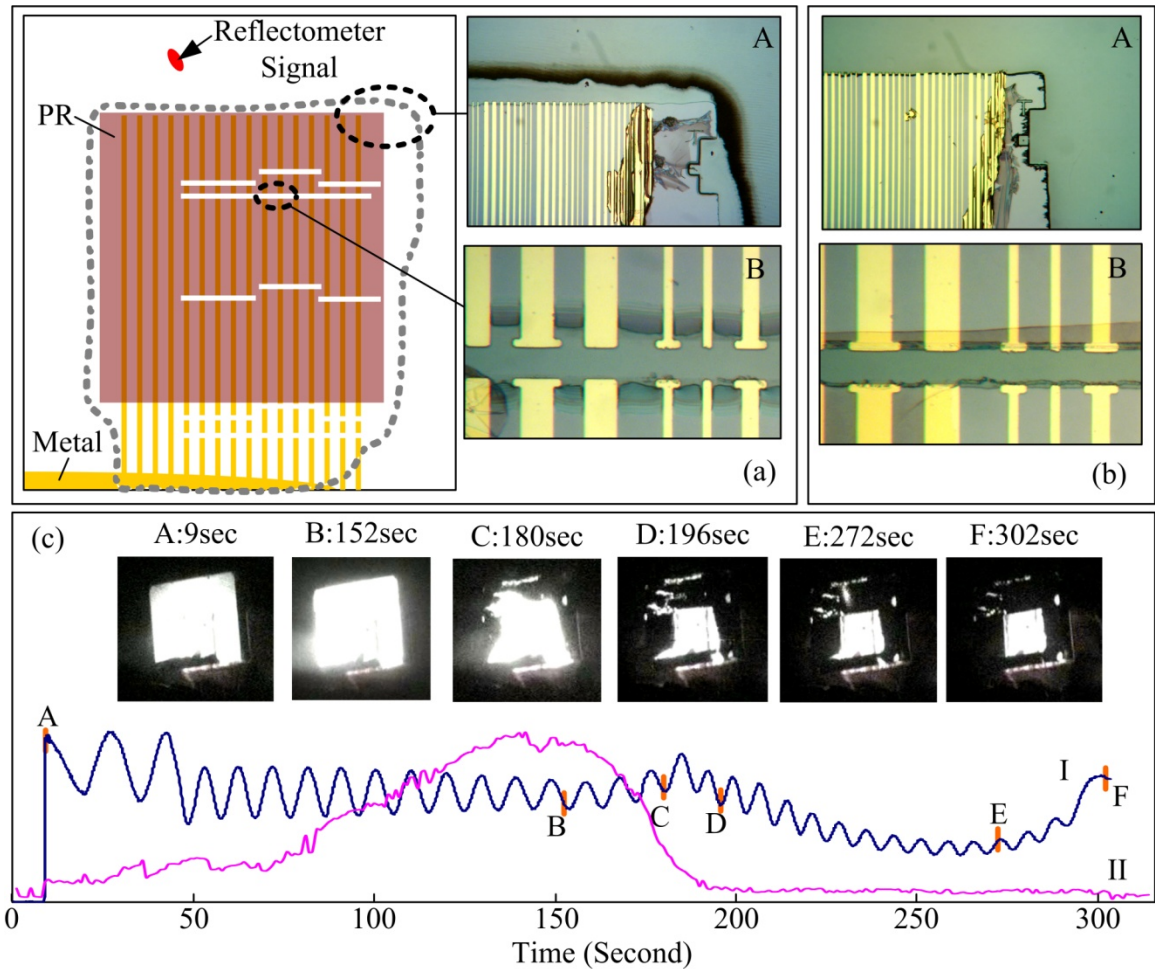 Reflectometer
Signal
PR
Metal
A
B
(a)
A
B
(b)
(c)
A:9sec
B:152sec
C:180sec
D:196sec
E:272sec
F:302sec
A
B
C
D
E
F
I
II
0
50
100
150
200
250
300
Time (Second)